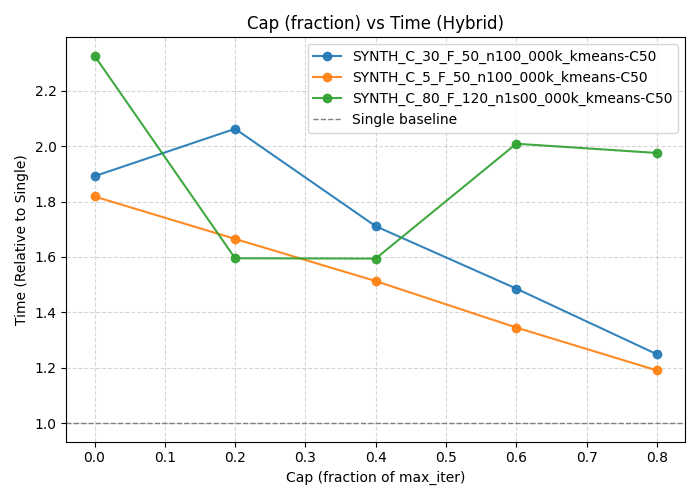 Cap (fraction) vs Time (Hybrid)
SYNTH_C_30_F_50_n100_000k_kmeans-C50
SYNTH_C_5_F_50_n100_000k_kmeans-C50
SYNTH_C_80_F_120_n1s00_000k_kmeans-C50
Single baseline
Time (Relative to Single)
2.2
2.0
1.8
1.6
1.4
1.2
1.0
0.0 0.1 0.2 0.3 0.4 0.5 0.6 0.7 0.8
Cap (fraction of max_iter)